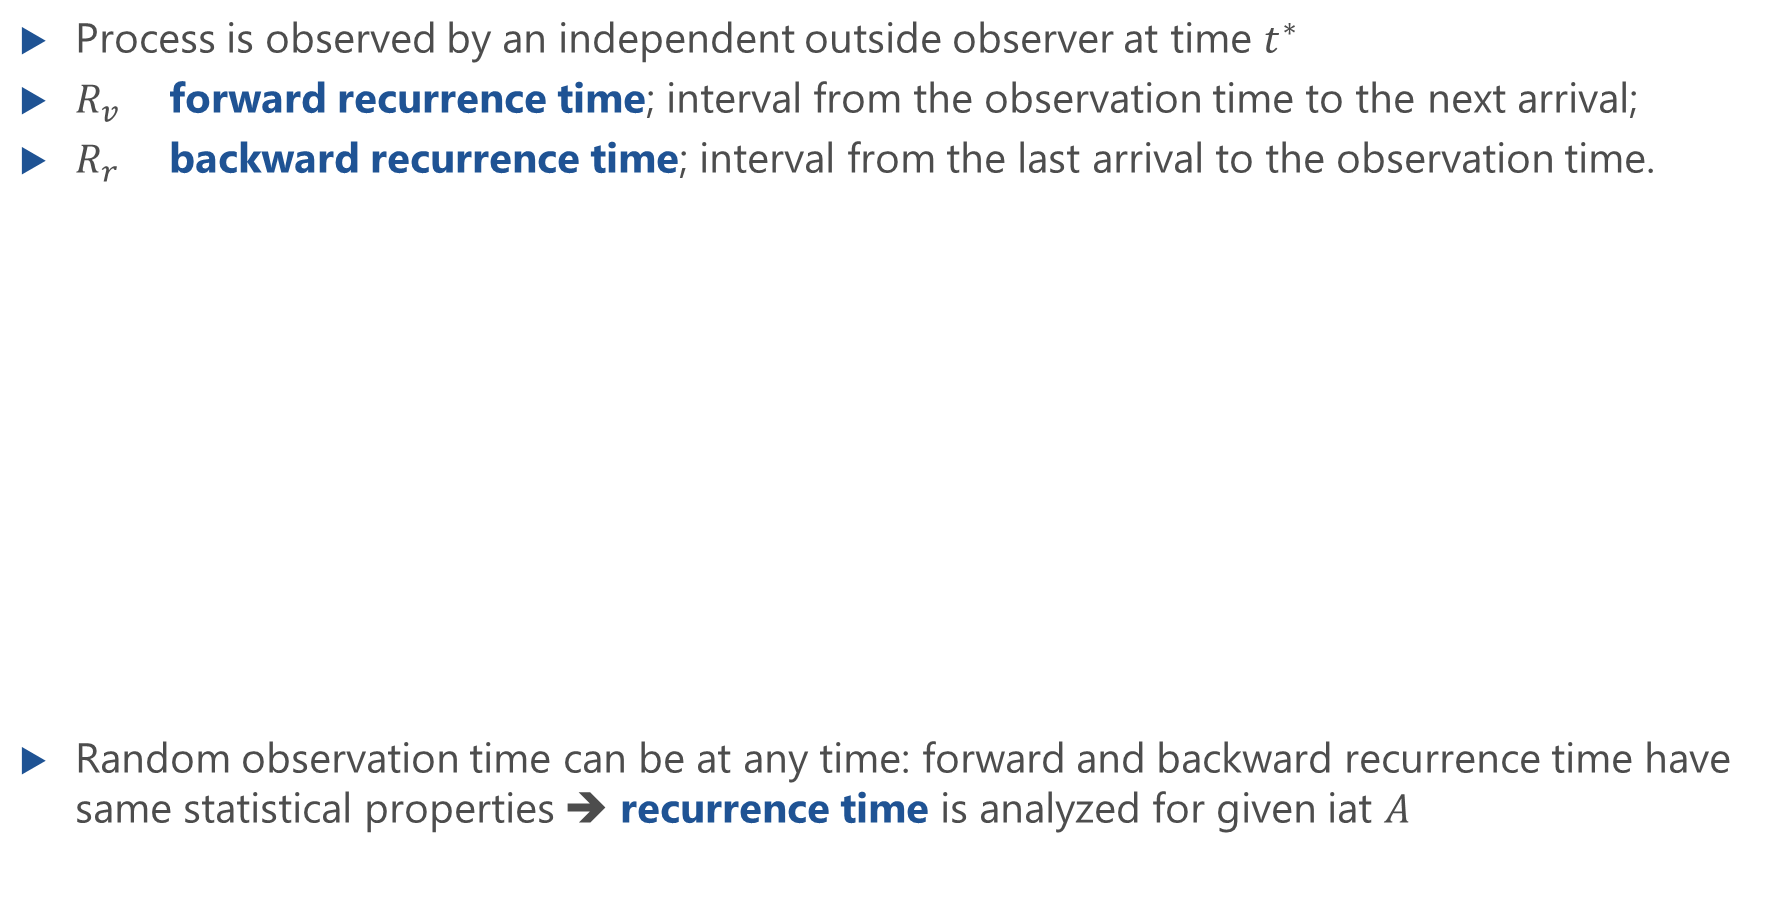 ▶ Process is observed by an independent outside observer at time t*
▶ R_v forward recurrence time; interval from the observation time to the next arrival;
▶ R_r backward recurrence time; interval from the last arrival to the observation time.
▶ Random observation time can be at any time: forward and backward recurrence time have
same statistical properties ➔ recurrence time is analyzed for given iat A